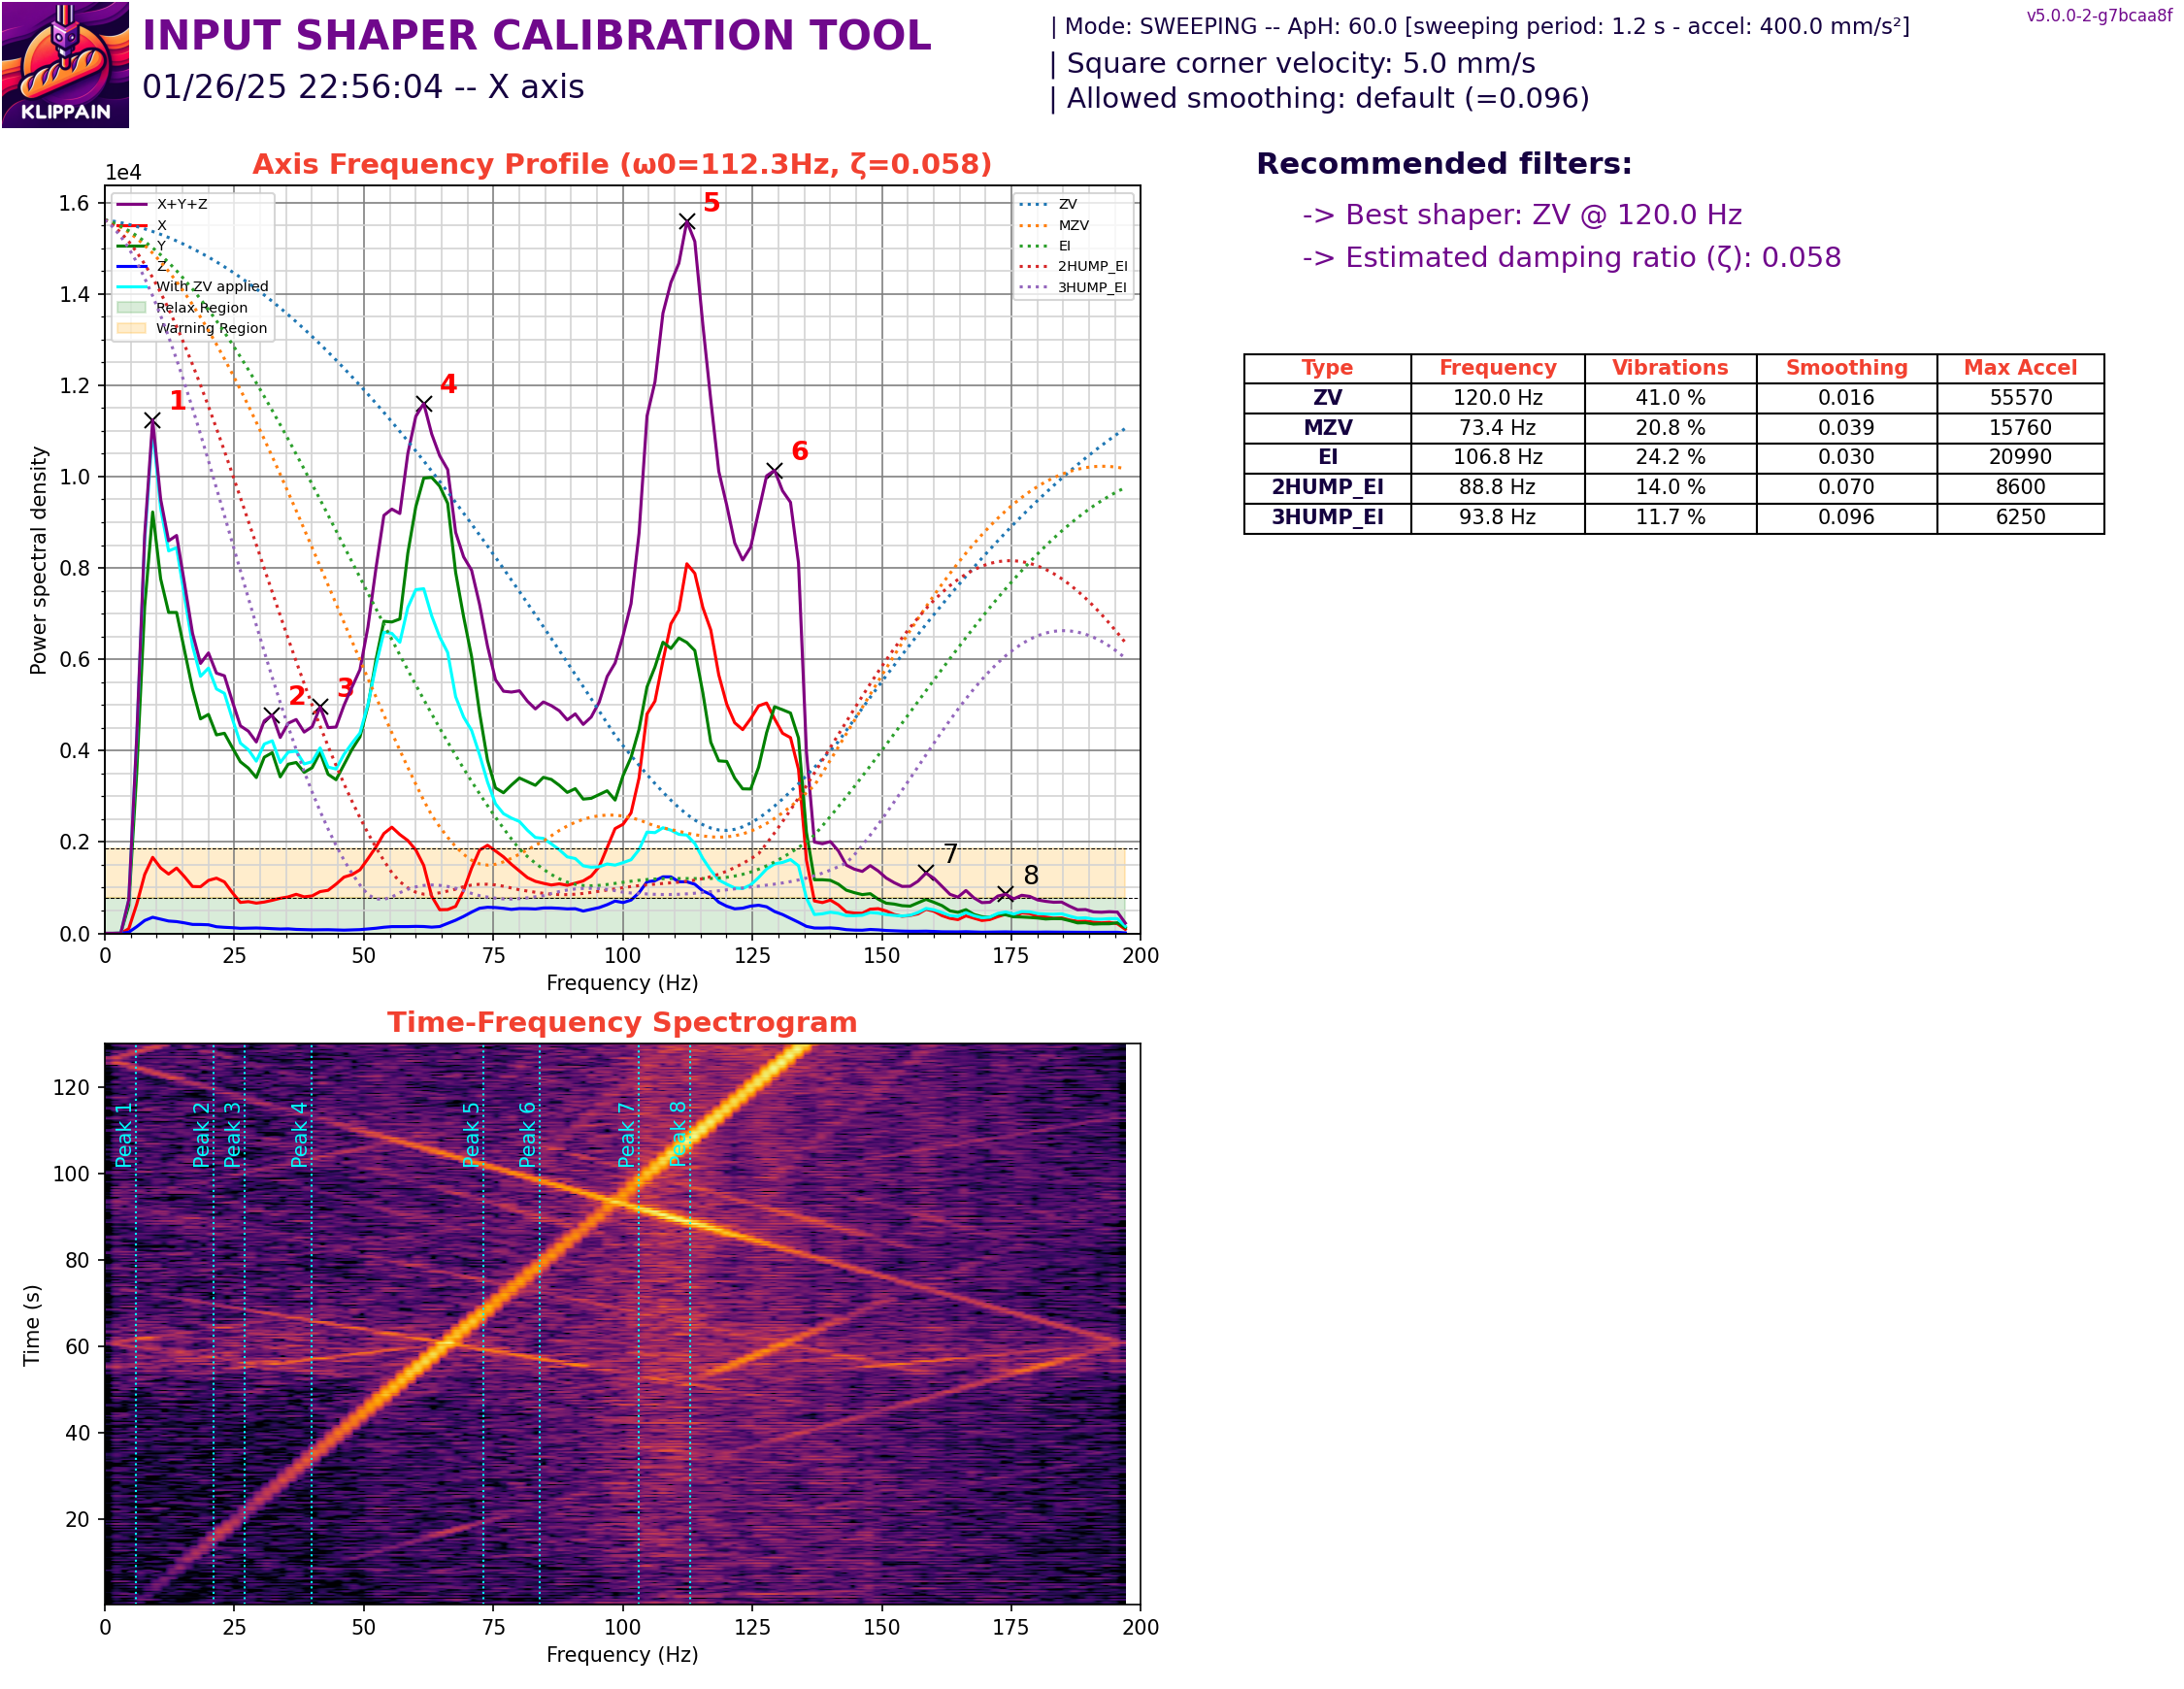 KLIPPAIN
INPUT SHAPER CALIBRATION TOOL
01/26/25 22:56:04 -- X axis
| Mode: SWEEPING -- ApH: 60.0 [sweeping period: 1.2 s - accel: 400.0 mm/s²]
| Square corner velocity: 5.0 mm/s
| Allowed smoothing: default (=0.096)
v5.0.0-2-g7bcaa8f
Axis Frequency Profile (ω0=112.3Hz, ζ=0.058)
1e4
1.6
1.4
1.2
1.0
0.8
0.6
0.4
0.2
0.0
Power spectral density
X+Y+Z
X
Y
Z
With ZV applied
Relax Region
Warning Region
ZV
MZV
EI
2HUMP_EI
3HUMP_EI
1
2
3
4
5
6
7
8
0 25 50 75 100 125 150 175 200
Frequency (Hz)
Recommended filters:
-> Best shaper: ZV @ 120.0 Hz
-> Estimated damping ratio (ζ): 0.058
Type Frequency Vibrations Smoothing Max Accel
ZV 120.0 Hz 41.0 % 0.016 55570
MZV 73.4 Hz 20.8 % 0.039 15760
EI 106.8 Hz 24.2 % 0.030 20990
2HUMP_EI 88.8 Hz 14.0 % 0.070 8600
3HUMP_EI 93.8 Hz 11.7 % 0.096 6250
Time-Frequency Spectrogram
120
100
80
60
40
20
Time (s)
Peak 1
Peak 2
Peak 3
Peak 4
Peak 5
Peak 6
Peak 7
Peak 8
0 25 50 75 100 125 150 175 200
Frequency (Hz)